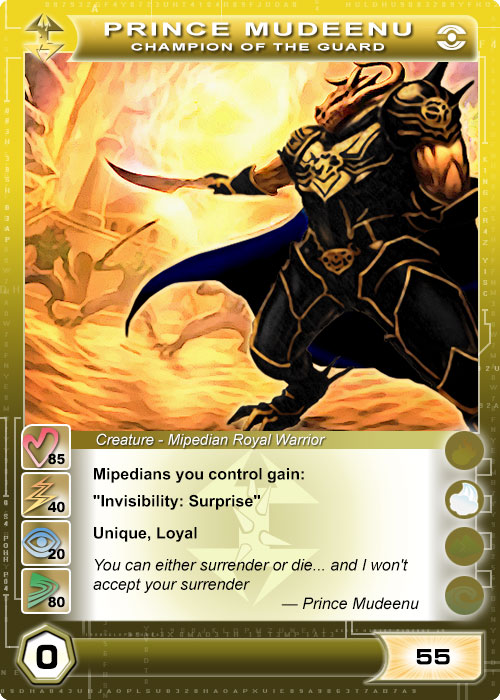 PRINCE MUDEENU
CHAMPION OF THE GUARD
Creature - Mipedian Royal Warrior
85
40
20
80
Mipedians you control gain:
"Invisibility: Surprise"
Unique, Loyal
You can either surrender or die... and I won't
accept your surrender
— Prince Mudeenu
0
55